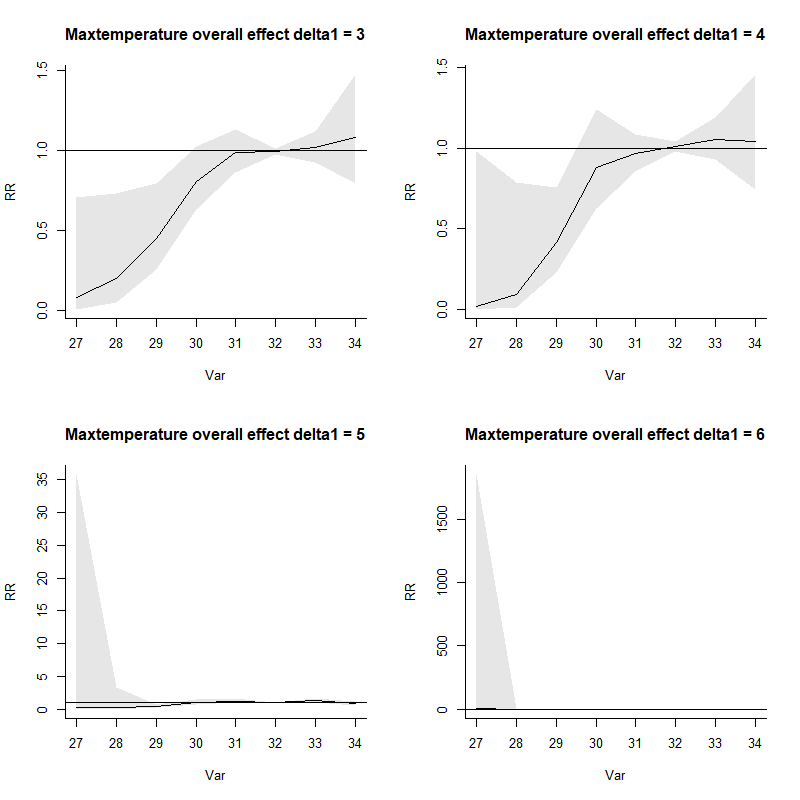 Maxtemperature overall effect delta1 = 3
RR
0.0 0.5 1.0 1.5
27 28 29 30 31 32 33 34
Var
Maxtemperature overall effect delta1 = 4
RR
0.0 0.5 1.0 1.5
27 28 29 30 31 32 33 34
Var
Maxtemperature overall effect delta1 = 5
RR
0 5 10 15 20 25 30 35
27 28 29 30 31 32 33 34
Var
Maxtemperature overall effect delta1 = 6
RR
0 500 1000 1500
27 28 29 30 31 32 33 34
Var